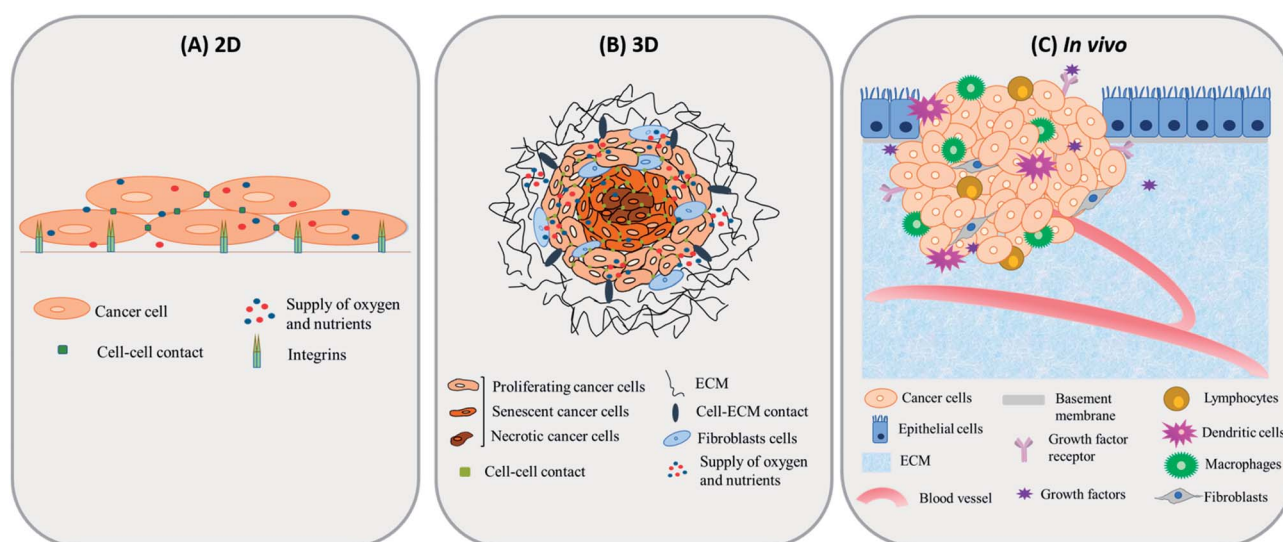 (A) 2D
Cancer cell
Cell-cell contact
Supply of oxygen
and nutrients
Integrins
(B) 3D
Proliferating cancer cells
Senescent cancer cells
Necrotic cancer cells
Cell-cell contact
ECM
Cell-ECM contact
Fibroblasts cells
Supply of oxygen
and nutrients
(C) In vivo
Cancer cells
Epithelial cells
ECM
Blood vessel
Basement
membrane
Growth factor
receptor
Growth factors
Lymphocytes
Dendritic cells
Macrophages
Fibroblasts